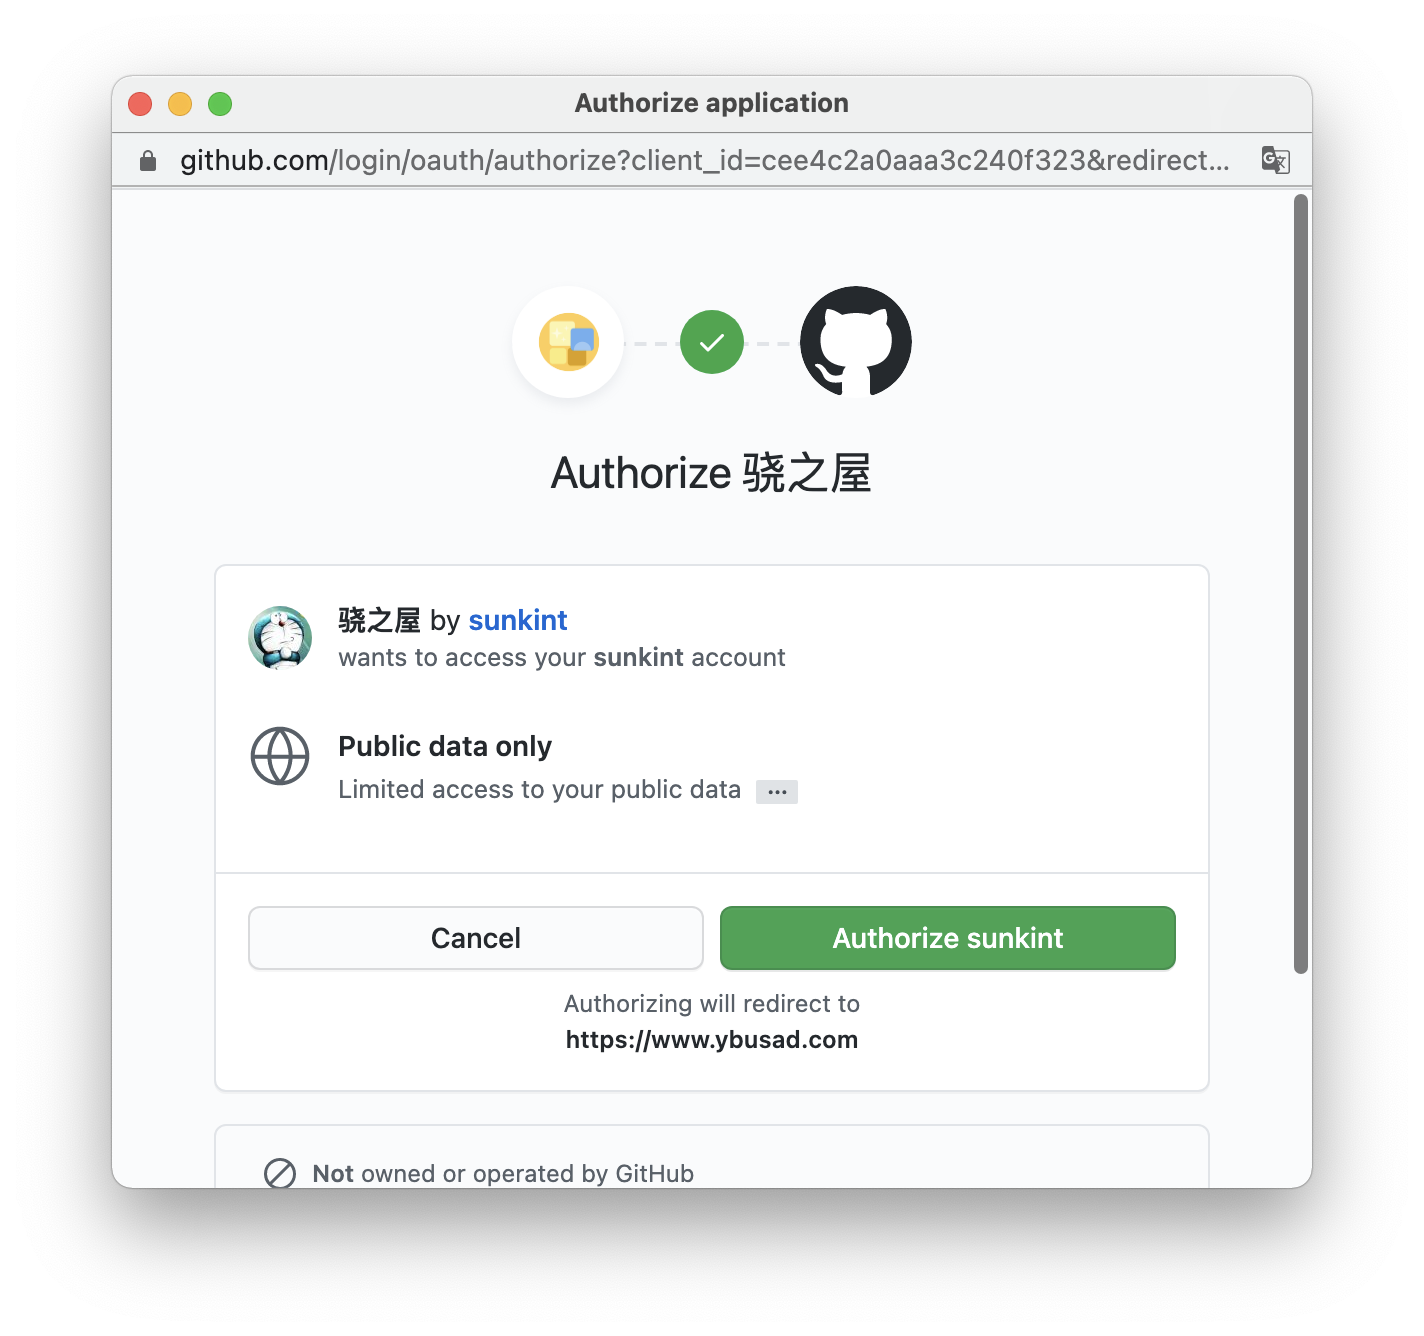 Authorize application
github.com/login/oauth/authorize?client_id=cee4c2a0aaa3c240f323&redirect...
Authorize 骁之屋
骁之屋 by sunkint
wants to access your sunkint account
Public data only
Limited access to your public data ...
Cancel
Authorize sunkint
Authorizing will redirect to
https://www.ybusad.com
Not owned or operated by GitHub